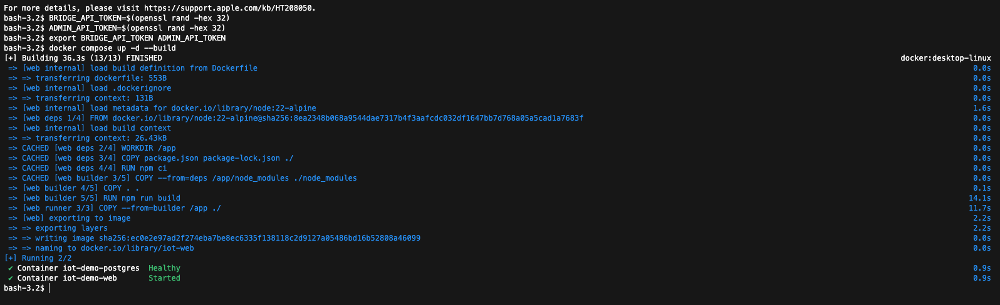 For more details, please visit https://support.apple.com/kb/HT208050.
bash-3.2$ BRIDGE_API_TOKEN=$(openssl rand -hex 32)
bash-3.2$ ADMIN_API_TOKEN=$(openssl rand -hex 32)
bash-3.2$ export BRIDGE_API_TOKEN ADMIN_API_TOKEN
bash-3.2$ docker compose up -d --build
[+] Building 36.3s (13/13) FINISHED docker:desktop-linux
=> [web internal] load build definition from Dockerfile 0.0s
=> => transferring dockerfile: 553B 0.0s
=> [web internal] load .dockerignore 0.0s
=> => transferring context: 131B 0.0s
=> [web internal] load metadata for docker.io/library/node:22-alpine 1.6s
=> [web deps 1/4] FROM docker.io/library/node:22-alpine@sha256:8ea2348b068a9544dae7317b4f3aafcdc032df1647bb7d768a05a5cad1a7683f 0.0s
=> [web internal] load build context 0.0s
=> => transferring context: 26.43kB 0.0s
=> CACHED [web deps 2/4] WORKDIR /app 0.0s
=> CACHED [web deps 3/4] COPY package.json package-lock.json ./ 0.0s
=> CACHED [web deps 4/4] RUN npm ci 0.0s
=> CACHED [web builder 3/5] COPY --from=deps /app/node_modules ./node_modules 0.0s
=> [web builder 4/5] COPY . . 0.1s
=> [web builder 5/5] RUN npm run build 14.1s
=> [web runner 3/3] COPY --from=builder /app ./ 11.7s
=> [web] exporting to image 2.2s
=> => exporting layers 2.2s
=> => writing image sha256:ec0e2e97ad2f274eba7be8ec6335f138118c2d9127a05486bd16b52808a46099 0.0s
=> => naming to docker.io/library/iot-web 0.0s
[+] Running 2/2
✔ Container iot-demo-postgres Healthy 0.9s
✔ Container iot-demo-web Started 0.9s
bash-3.2$